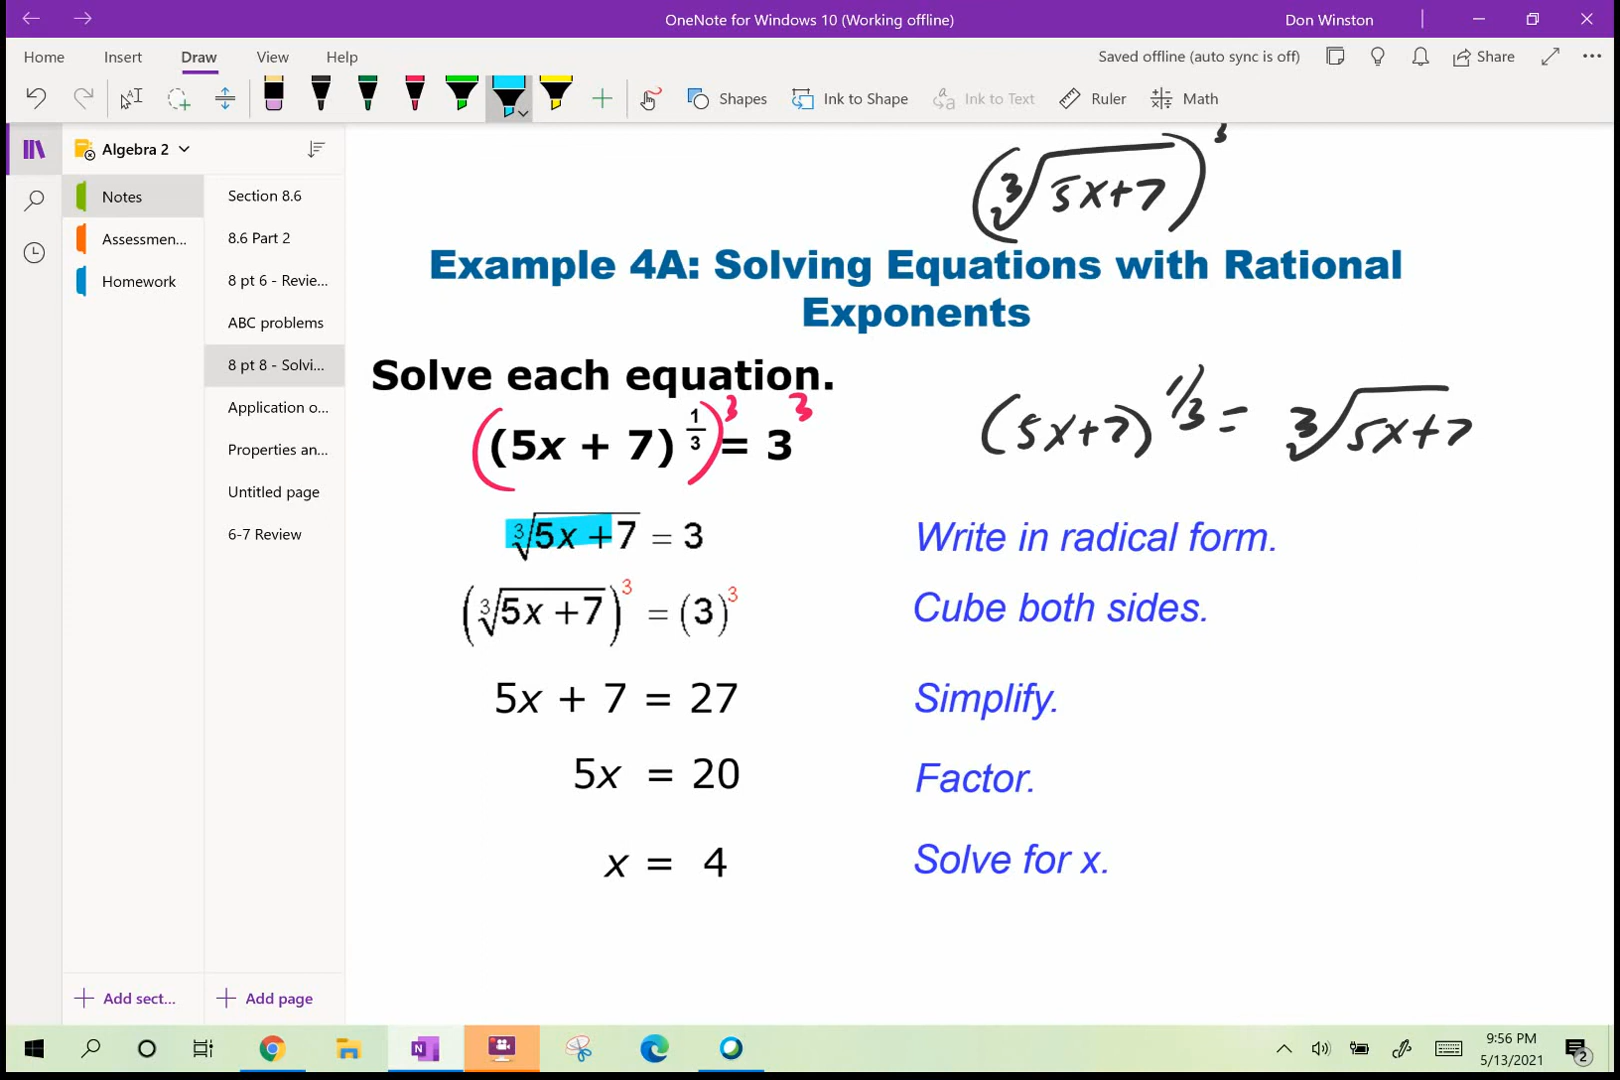 OneNote for Windows 10 (Working offline)
Don Winston
Home Insert Draw View Help
Saved offline (auto sync is off) Share
Shapes Ink to Shape Ink to Text Ruler Math
Algebra 2
Notes
Assessmen...
Homework
Section 8.6
8.6 Part 2
8 pt 6 - Revie...
ABC problems
8 pt 8 - Solvi...
Application o...
Properties an...
Untitled page
6-7 Review
Add sect...
Add page
(∛5x+7)³
Example 4A: Solving Equations with Rational
Exponents
Solve each equation.
((5x + 7)^1/3)³ = 3³
(5x+7)^1/3 = ∛5x+7
∛5x+7 = 3 Write in radical form.
(∛5x+7)³ = (3)³ Cube both sides.
5x + 7 = 27 Simplify.
5x = 20 Factor.
x = 4 Solve for x.
9:56 PM
5/13/2021
2